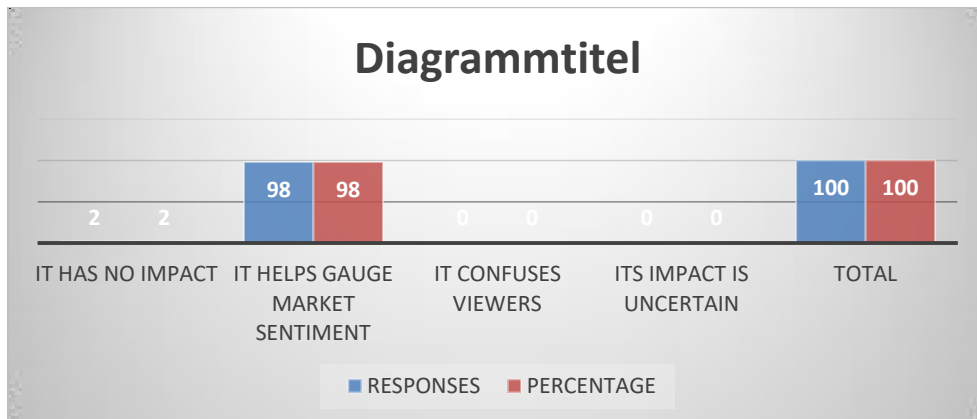 Diagrammtitel
98 98 100 100
2 2 0 0 0 0
IT HAS NO IMPACT IT HELPS GAUGE MARKET SENTIMENT IT CONFUSES VIEWERS ITS IMPACT IS UNCERTAIN TOTAL
RESPONSES PERCENTAGE